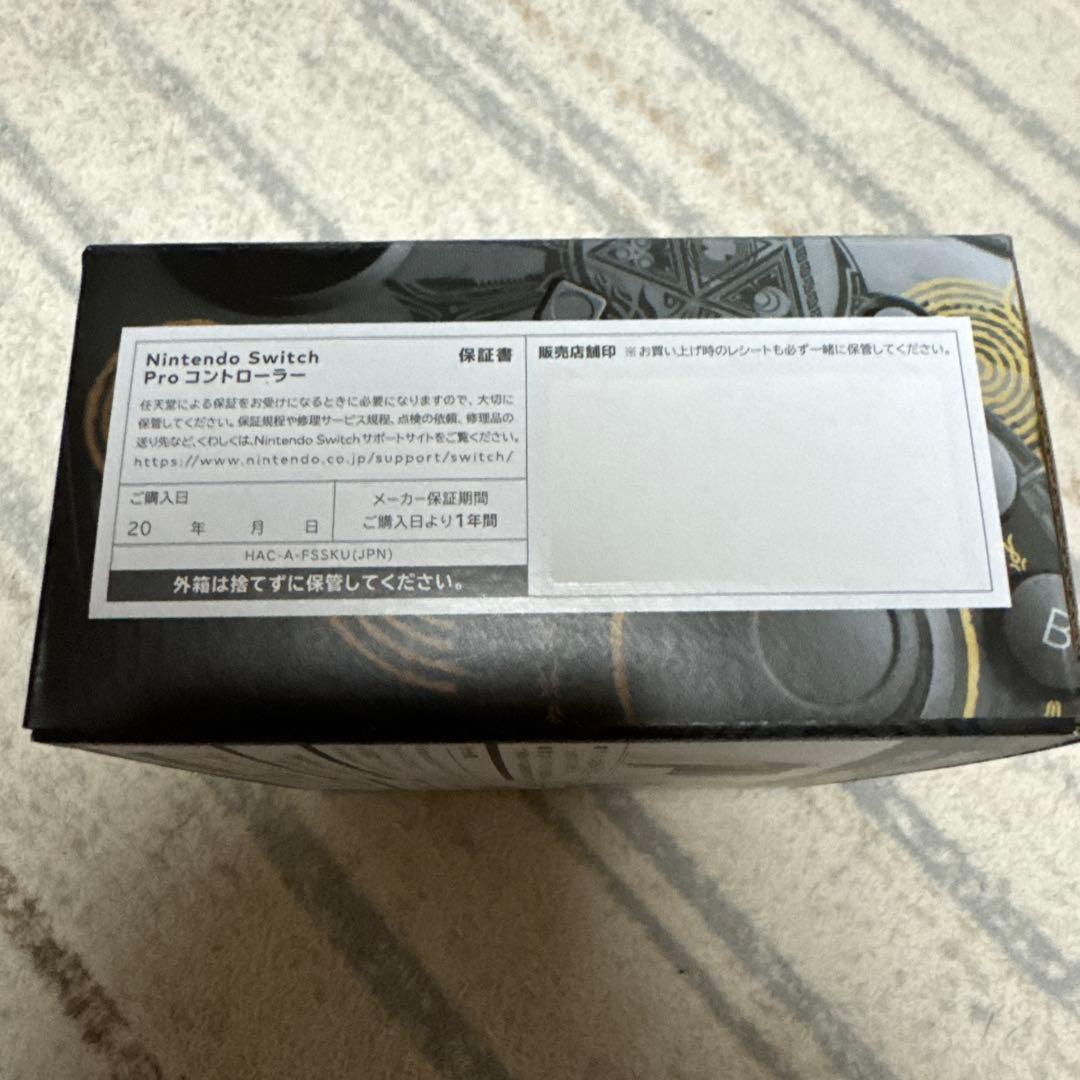 Nintendo Switch
Pro コントローラー
保証書
任天堂による保証をお受けになるときに必要になりますので、大切に
保管してください。保証規程や修理サービス規程、点検の依頼、修理品の
送り先など、くわしくは、Nintendo Switchサポートサイトをご覧ください。
https://www.nintendo.co.jp/support/switch/
ご購入日
20 年 月 日
メーカー保証期間
ご購入日より1年間
HAC-A-FSSKU(JPN)
外箱は捨てずに保管してください。
販売店舗印 ※お買い上げ時のレシートも必ず一緒に保管してください。
B